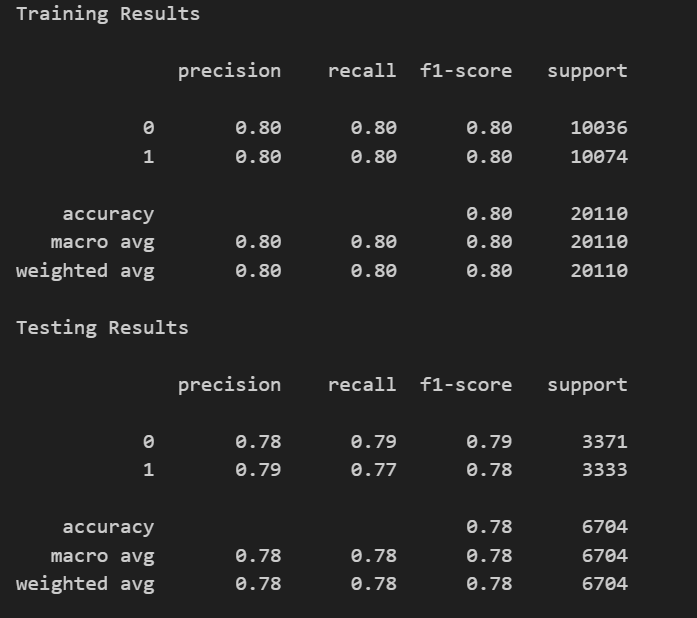 Training Results
precision recall f1-score support
0 0.80 0.80 0.80 10036
1 0.80 0.80 0.80 10074
accuracy 0.80 20110
macro avg 0.80 0.80 0.80 20110
weighted avg 0.80 0.80 0.80 20110
Testing Results
precision recall f1-score support
0 0.78 0.79 0.79 3371
1 0.79 0.77 0.78 3333
accuracy 0.78 6704
macro avg 0.78 0.78 0.78 6704
weighted avg 0.78 0.78 0.78 6704